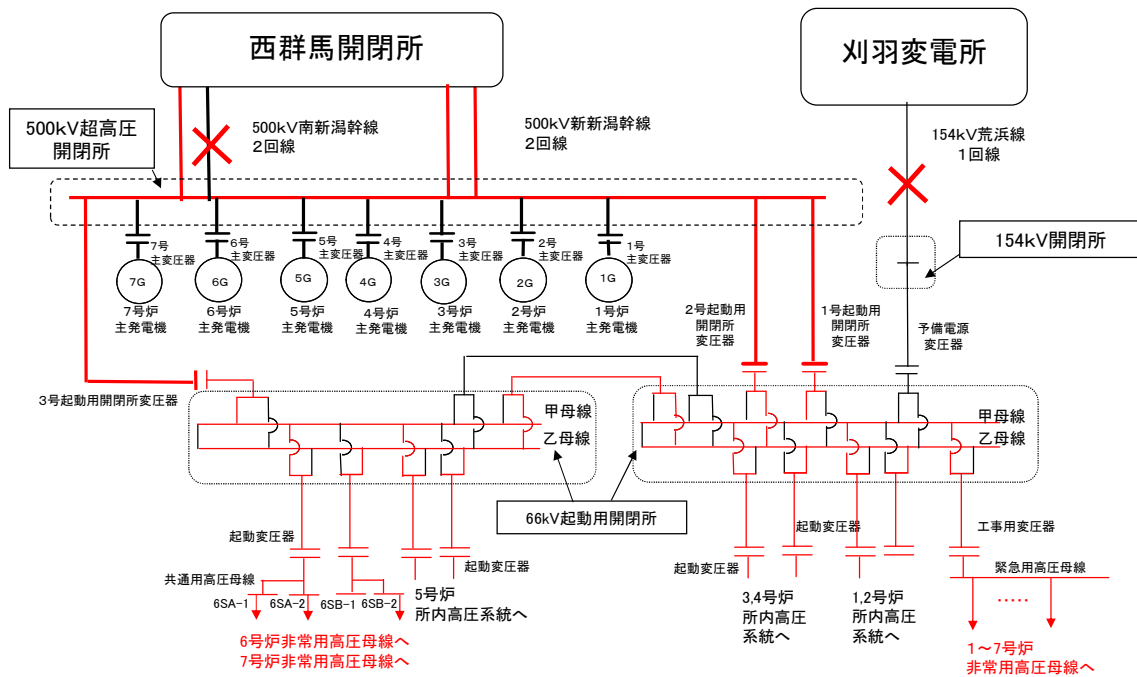 西群馬開閉所
刈羽変電所
500kV超高圧
開閉所
500kV南新潟幹線
2回線
500kV新新潟幹線
2回線
154kV荒浜線
1回線
154kV開閉所
7号
主変圧器
6号
主変圧器
5号
主変圧器
4号
主変圧器
3号
主変圧器
2号
主変圧器
1号
主変圧器
7G
6G
5G
4G
3G
2G
1G
7号炉
主発電機
6号炉
主発電機
5号炉
主発電機
4号炉
主発電機
3号炉
主発電機
2号炉
主発電機
1号炉
主発電機
2号起動用
開閉所
変圧器
1号起動用
開閉所
変圧器
予備電源
変圧器
3号起動用開閉所変圧器
甲母線
乙母線
甲母線
乙母線
66kV起動用開閉所
起動変圧器
起動変圧器
起動変圧器
起動変圧器
工事用変圧器
共通用高圧母線
緊急用高圧母線
6SA-1
6SA-2
6SB-1
6SB-2
5号炉
所内高圧
系統へ
3,4号炉
所内高圧
系統へ
1,2号炉
所内高圧
系統へ
.....
6号炉非常用高圧母線へ
7号炉非常用高圧母線へ
1~7号炉
非常用高圧母線へ